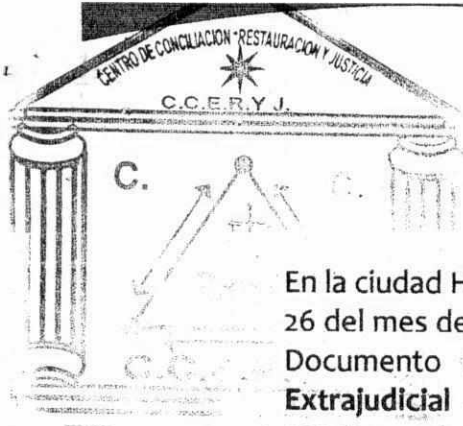 CENTRO DE CONCILIACION "RESTAURACION Y JUSTICIA
C.C.E.R.Y J.
C.
C.
En la ciudad H
26 del mes de
Documento
Extrajudicial